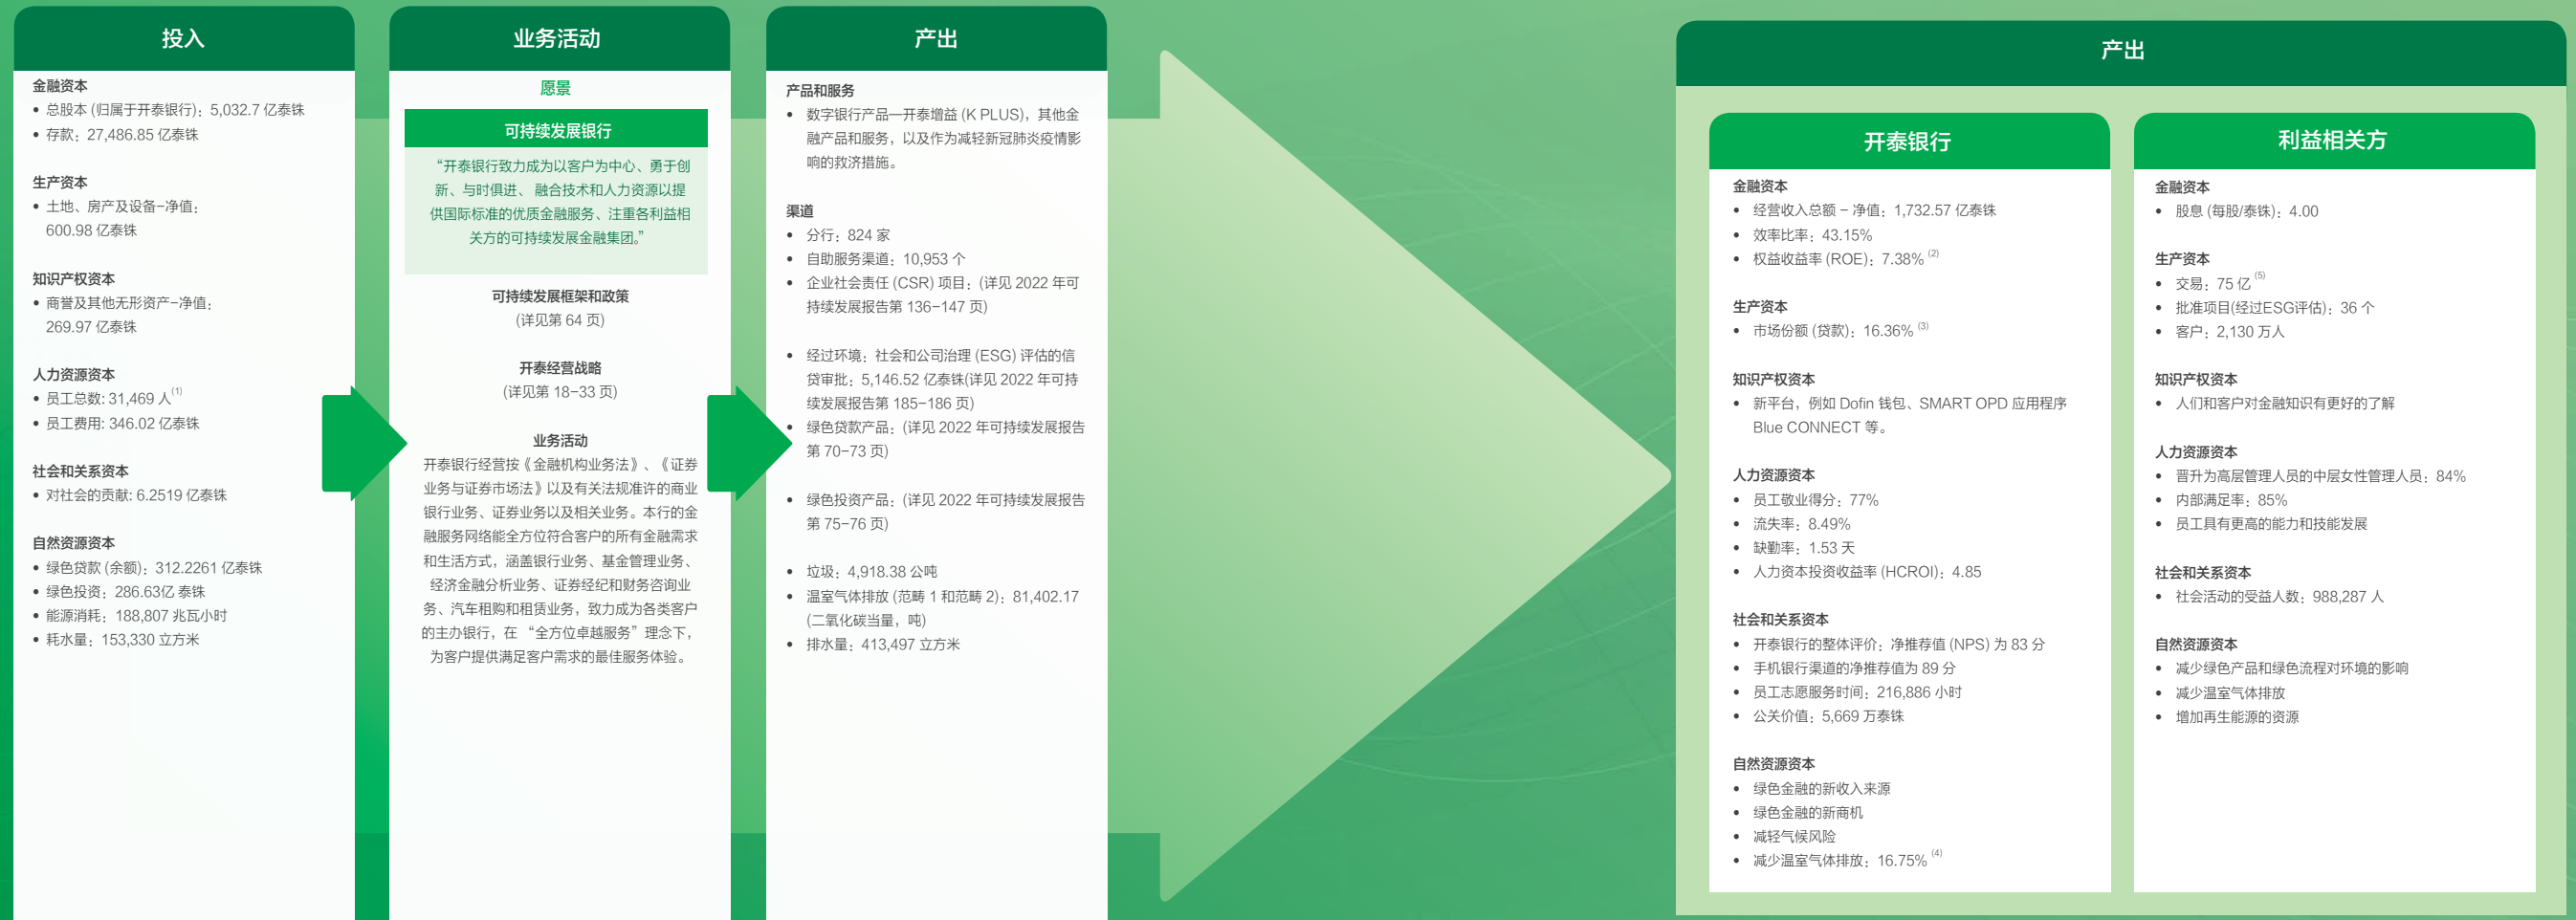 投入
金融资本
• 总股本 (归属于开泰银行)：5,032.7 亿泰铢
• 存款：27,486.85 亿泰铢
生产资本
• 土地、房产及设备–净值：
600.98 亿泰铢
知识产权资本
• 商誉及其他无形资产–净值：
269.97 亿泰铢
人力资源资本
• 员工总数: 31,469 人(1)
• 员工费用: 346.02 亿泰铢
社会和关系资本
• 对社会的贡献: 6.2519 亿泰铢
自然资源资本
• 绿色贷款 (余额)：312.2261 亿泰铢
• 绿色投资：286.63亿 泰铢
• 能源消耗：188,807 兆瓦小时
• 耗水量：153,330 立方米
业务活动
愿景
可持续发展银行
“开泰银行致力成为以客户为中心、勇于创
新、与时俱进、 融合技术和人力资源以提
供国际标准的优质金融服务、注重各利益相
关方的可持续发展金融集团。”
可持续发展框架和政策
(详见第 64 页)
开泰经营战略
(详见第 18–33 页)
业务活动
开泰银行经营按《金融机构业务法》、《证券
业务与证券市场法》以及有关法规准许的商业
银行业务、证券业务以及相关业务。本行的金
融服务网络能全方位符合客户的所有金融需求
和生活方式，涵盖银行业务、基金管理业务、
经济金融分析业务、证券经纪和财务咨询业
务、汽车租购和租赁业务，致力成为各类客户
的主办银行，在 “全方位卓越服务” 理念下，
为客户提供满足客户需求的最佳服务体验。
产出
产品和服务
• 数字银行产品—开泰增益 (K PLUS)，其他金
融产品和服务，以及作为减轻新冠肺炎疫情影
响的救济措施。
渠道
• 分行：824 家
• 自助服务渠道：10,953 个
• 企业社会责任 (CSR) 项目：(详见 2022 年可
持续发展报告第 136–147 页)
• 经过环境；社会和公司治理 (ESG) 评估的信
贷审批：5,146.52 亿泰铢(详见 2022 年可持
续发展报告第 185–186 页)
• 绿色贷款产品：(详见 2022 年可持续发展报告
第 70–73 页)
• 绿色投资产品：(详见 2022 年可持续发展报告
第 75–76 页)
• 垃圾：4,918.38 公吨
• 温室气体排放 (范畴 1 和范畴 2)：81,402.17
(二氧化碳当量，吨)
• 排水量：413,497 立方米
产出
开泰银行
金融资本
• 经营收入总额 – 净值：1,732.57 亿泰铢
• 效率比率：43.15%
• 权益收益率 (ROE)：7.38% (2)
生产资本
• 市场份额 (贷款)：16.36% (3)
知识产权资本
• 新平台，例如 Dofin 钱包、SMART OPD 应用程序
Blue CONNECT 等。
人力资源资本
• 员工敬业得分：77%
• 流失率：8.49%
• 缺勤率：1.53 天
• 人力资本投资收益率 (HCROI)：4.85
社会和关系资本
• 开泰银行的整体评价；净推荐值 (NPS) 为 83 分
• 手机银行渠道的净推荐值为 89 分
• 员工志愿服务时间：216,886 小时
• 公关价值：5,669 万泰铢
自然资源资本
• 绿色金融的新收入来源
• 绿色金融的新商机
• 减轻气候风险
• 减少温室气体排放：16.75% (4)
利益相关方
金融资本
• 股息 (每股/泰铢)：4.00
生产资本
• 交易：75 亿 (5)
• 批准项目(经过ESG评估)：36 个
• 客户：2,130 万人
知识产权资本
• 人们和客户对金融知识有更好的了解
人力资源资本
• 晋升为高层管理人员的中层女性管理人员：84%
• 内部满足率：85%
• 员工具有更高的能力和技能发展
社会和关系资本
• 社会活动的受益人数：988,287 人
自然资源资本
• 减少绿色产品和绿色流程对环境的影响
• 减少温室气体排放
• 增加再生能源的资源